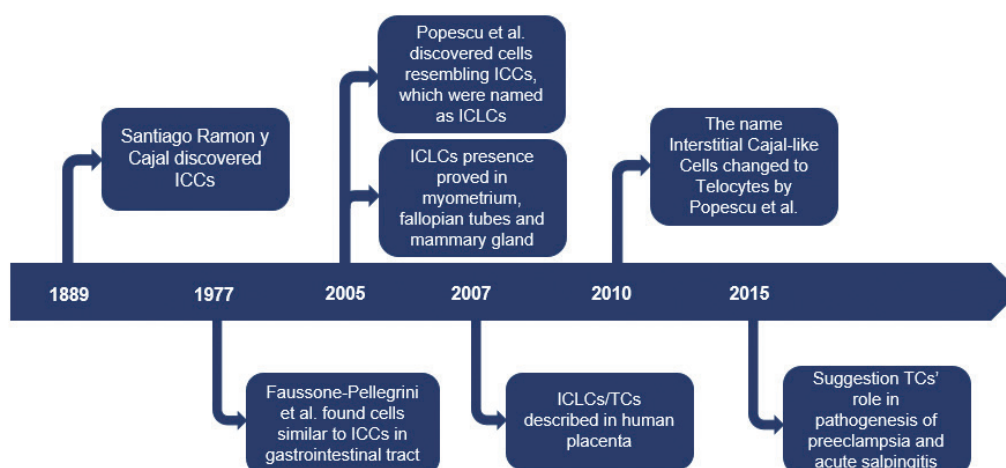 Popescu et al.
discovered cells
resembling ICCs,
which were named
as ICLCs
Santiago Ramon y
Cajal discovered
ICCs
ICLCs presence
proved in
myometrium,
fallopian tubes and
mammary gland
The name
Interstitial Cajal-like
Cells changed to
Telocytes by
Popescu et al.
1889
1977
2005
2007
2010
2015
Faussone-Pellegrini
et al. found cells
similar to ICCs in
gastrointestinal tract
ICLCs/TCs
described in human
placenta
Suggestion TCs'
role in
pathogenesis of
preeclampsia and
acute salpingitis